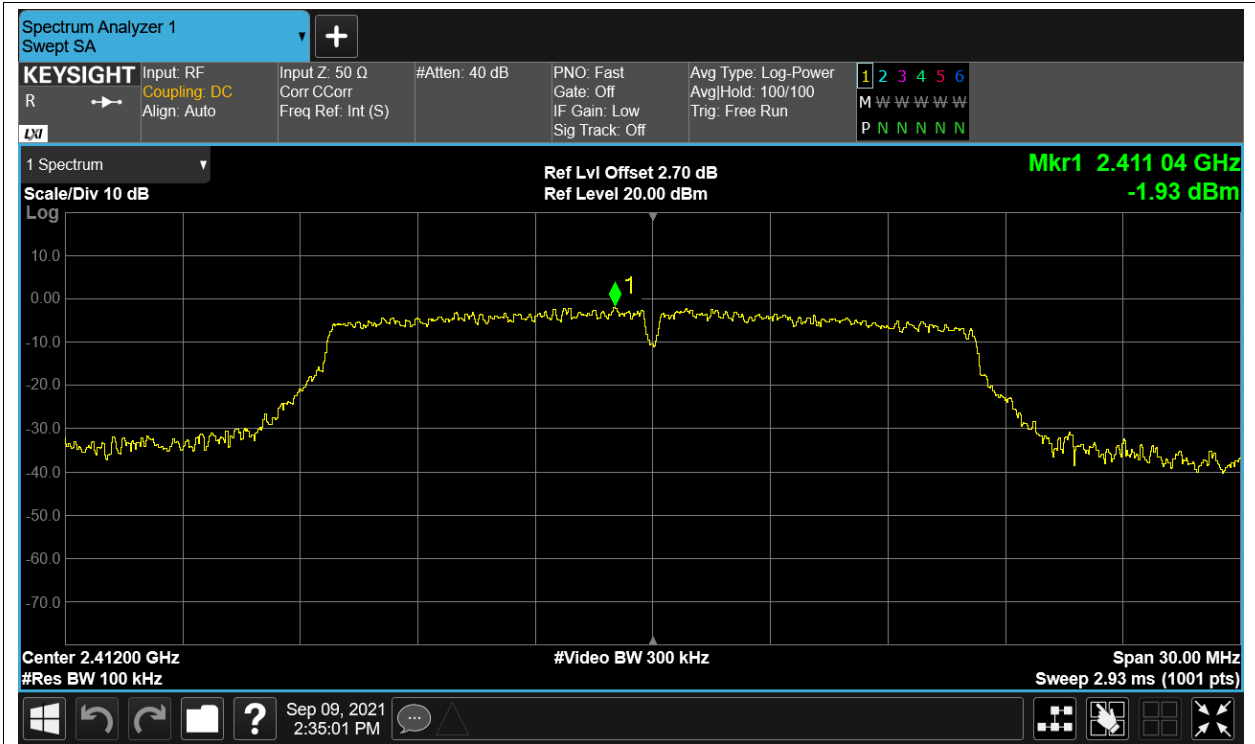 Spectrum Analyzer 1
Swept SA
+
KEYSIGHT
R
LXI
Input: RF
Coupling: DC
Align: Auto
Input Z: 50 Ω
Corr CCorr
Freq Ref: Int (S)
#Atten: 40 dB
PNO: Fast
Gate: Off
IF Gain: Low
Sig Track: Off
Avg Type: Log-Power
Avg|Hold: 100/100
Trig: Free Run
1 2 3 4 5 6
M W W W W W
P N N N N N
1 Spectrum
Scale/Div 10 dB
Log
Ref Lvl Offset 2.70 dB
Ref Level 20.00 dBm
Mkr1 2.411 04 GHz
-1.93 dBm
10.0
0.00
-10.0
-20.0
-30.0
-40.0
-50.0
-60.0
-70.0
1
Center 2.41200 GHz
#Res BW 100 kHz
#Video BW 300 kHz
Span 30.00 MHz
Sweep 2.93 ms (1001 pts)
?
Sep 09, 2021
2:35:01 PM